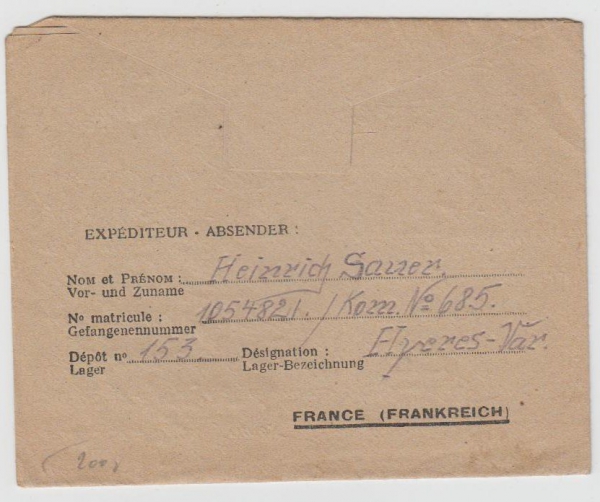 EXPÉDITEUR - ABSENDER :
NOM et PRÉNOM : Heinrich Sauer.
Vor- und Zuname
Nº matricule : 1054821. / Kom. Nº 685.
Gefangenennummer
Dépôt nº 153 Désignation : Hyeres-Var.
Lager Lager-Bezeichnung
FRANCE (FRANKREICH)